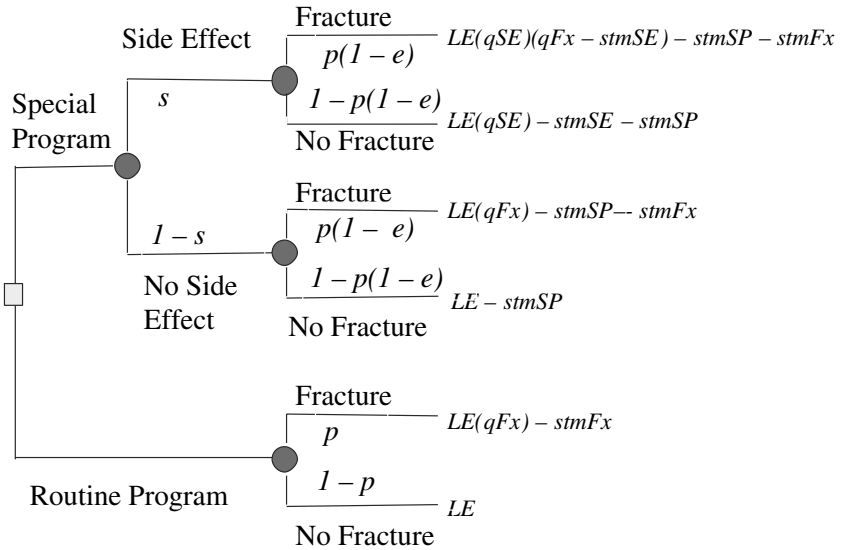 Fracture
Side Effect
LE(qSE)(qFx – stmSE) – stmSP – stmFx
p(1 – e)
s
1 – p(1 – e)
Special
Program
LE(qSE) – stmSE – stmSP
No Fracture
Fracture
LE(qFx) – stmSP–- stmFx
1 – s
p(1 – e)
No Side
Effect
1 – p(1 – e)
LE – stmSP
No Fracture
Fracture
LE(qFx) – stmFx
p
1 – p
Routine Program
LE
No Fracture